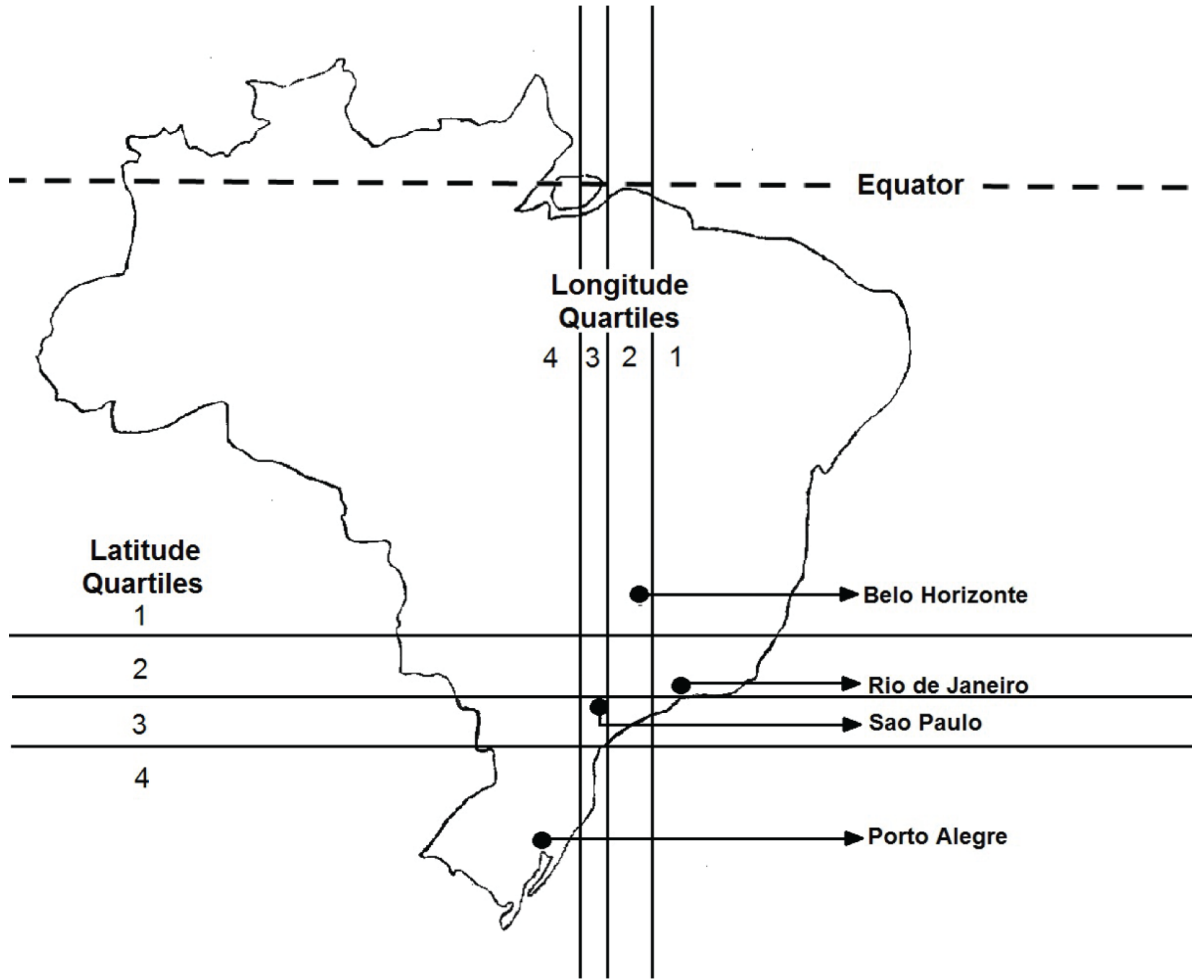 Equator
Longitude
Quartiles
4 3 2 1
Latitude
Quartiles
1
Belo Horizonte
2
Rio de Janeiro
3
Sao Paulo
4
Porto Alegre